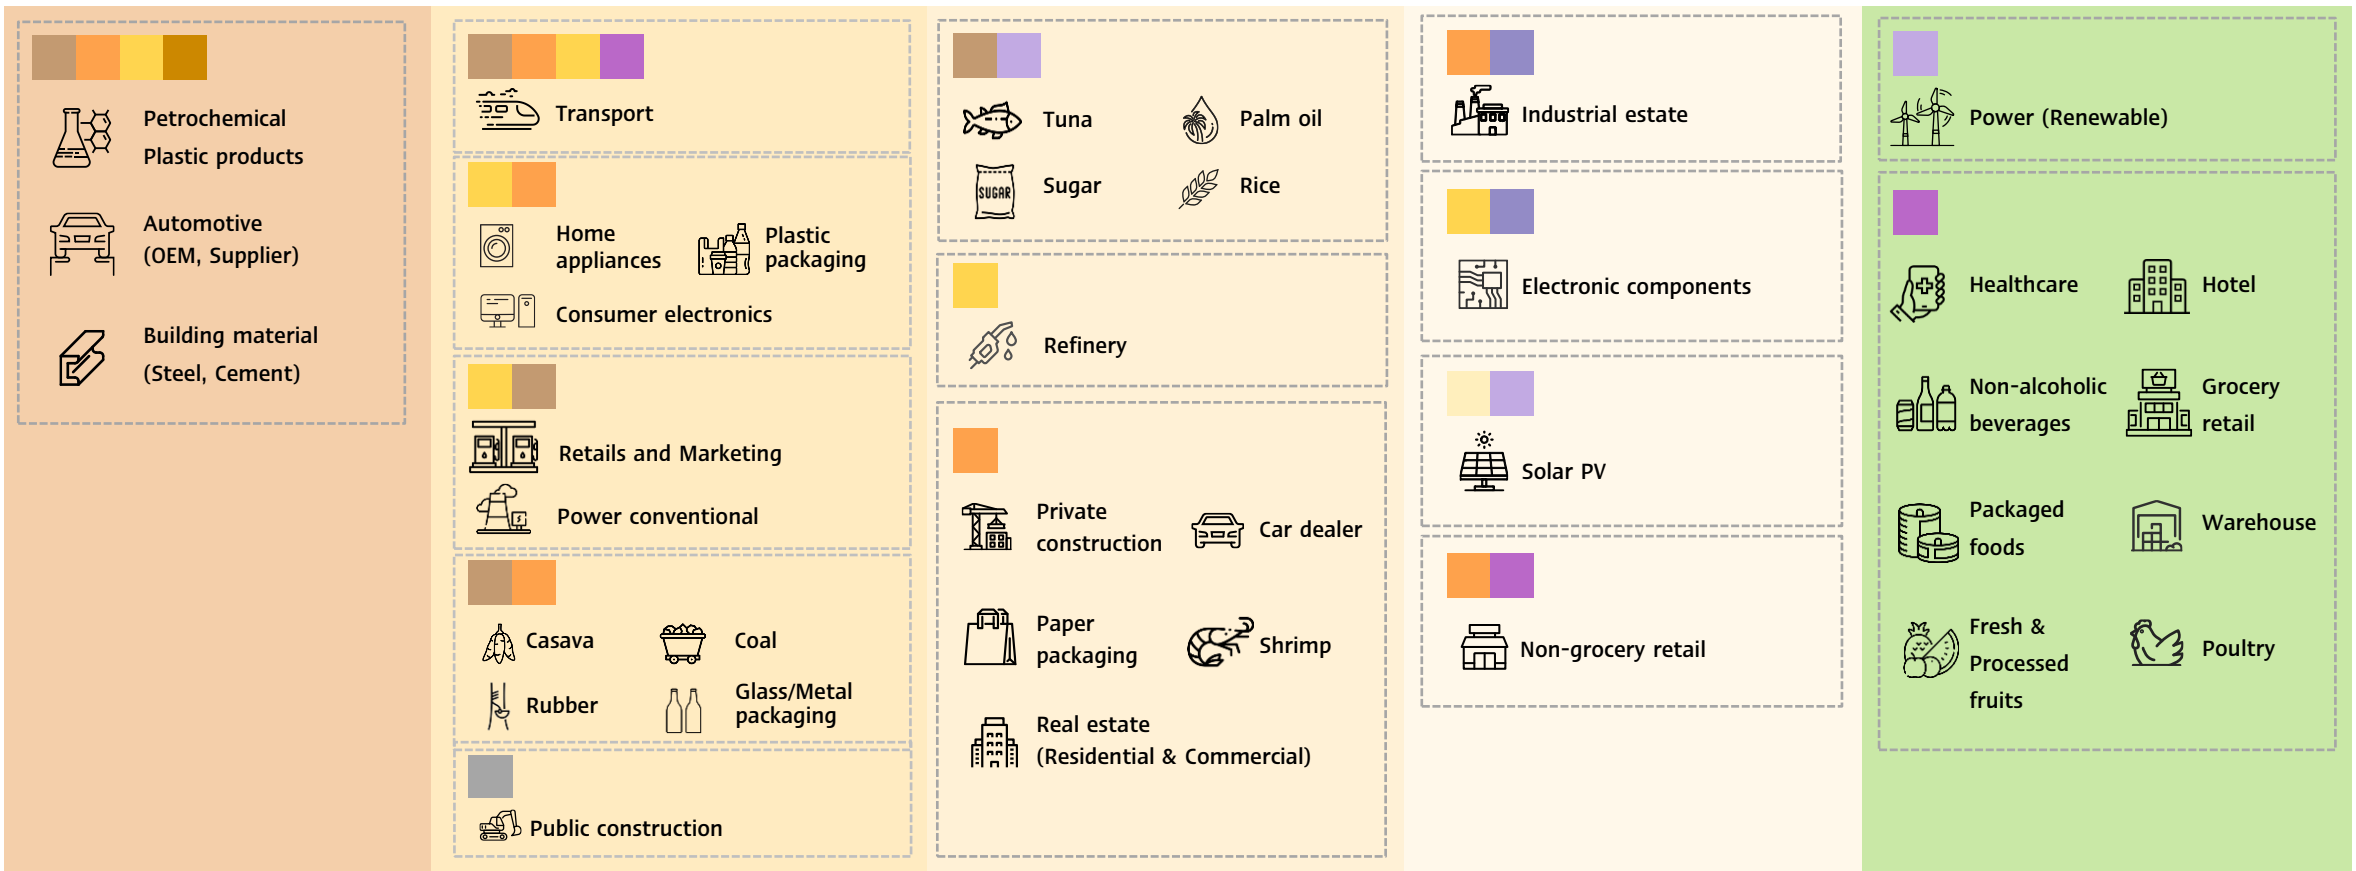 Petrochemical
Plastic products
Automotive
(OEM, Supplier)
Building material
(Steel, Cement)
Transport
Home
appliances
Plastic
packaging
Consumer electronics
Retails and Marketing
Power conventional
Casava
Coal
Rubber
Glass/Metal
packaging
Public construction
Tuna
Palm oil
SUGAR
Sugar
Rice
Refinery
Private
construction
Car dealer
Paper
packaging
Shrimp
Real estate
(Residential & Commercial)
Industrial estate
Electronic components
Solar PV
Non-grocery retail
Power (Renewable)
Healthcare
Hotel
Non-alcoholic
beverages
Grocery
retail
Packaged
foods
Warehouse
Fresh &
Processed
fruits
Poultry